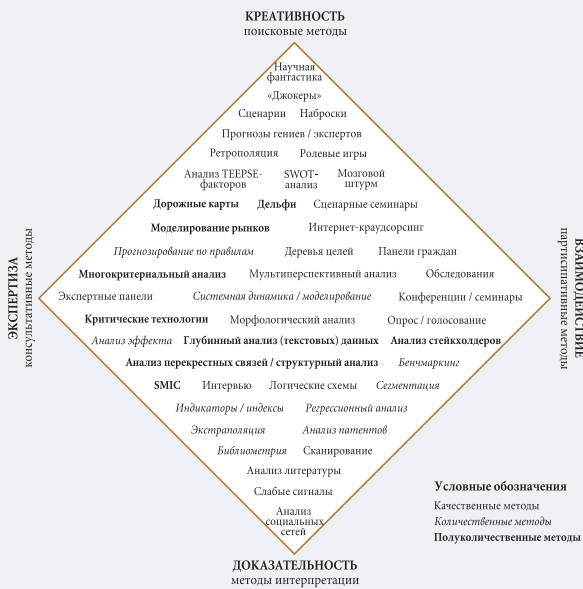 КРЕАТИВНОСТЬ
поисковые методы
Научная
фантастика
«Джокеры»
Сценарии Наброски
Прогнозы гениев / экспертов
Ретрополяция Ролевые игры
Анализ TEEPSE-
факторов
SWOT-
анализ
Мозговой
штурм
Дорожные карты Дельфи Сценарные семинары
Моделирование рынков Интернет-краудсорсинг
Прогнозирование по правилам Деревья целей Панели граждан
Многокритериальный анализ Мультиперспективный анализ Обследования
Экспертные панели Системная динамика / моделирование Конференции / семинары
Критические технологии Морфологический анализ Опрос / голосование
Анализ эффекта Глубинный анализ (текстовых) данных Анализ стейкхолдеров
Анализ перекрестных связей / структурный анализ Бенчмаркинг
SMIC Интервью Логические схемы Сегментация
Индикаторы / индексы Регрессионный анализ
Экстраполяция Анализ патентов
Библиометрия Сканирование
Анализ литературы
Слабые сигналы
Анализ
социальных
сетей
ЭКСПЕРТИЗА
консультативные методы
ВЗАИМОДЕЙСТВИЕ
партисипативные методы
Условные обозначения
Качественные методы
Количественные методы
Полуколичественные методы
ДОКАЗАТЕЛЬНОСТЬ
методы интерпретации